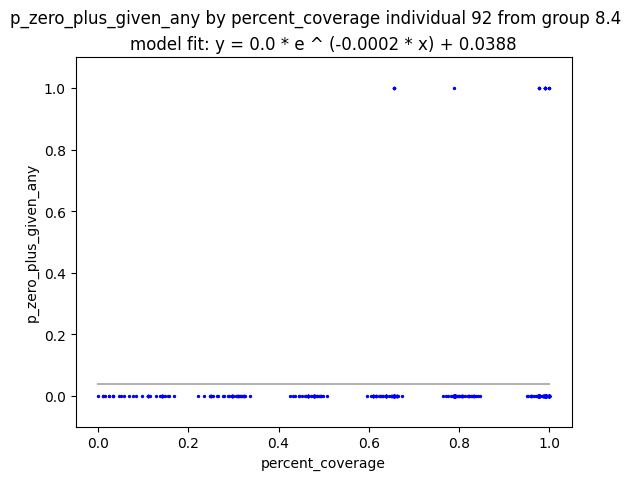 p_zero_plus_given_any by percent_coverage individual 92 from group 8.4
model fit: y = 0.0 * e ^ (-0.0002 * x) + 0.0388
p_zero_plus_given_any
1.0
0.8
0.6
0.4
0.2
0.0
0.0 0.2 0.4 0.6 0.8 1.0
percent_coverage